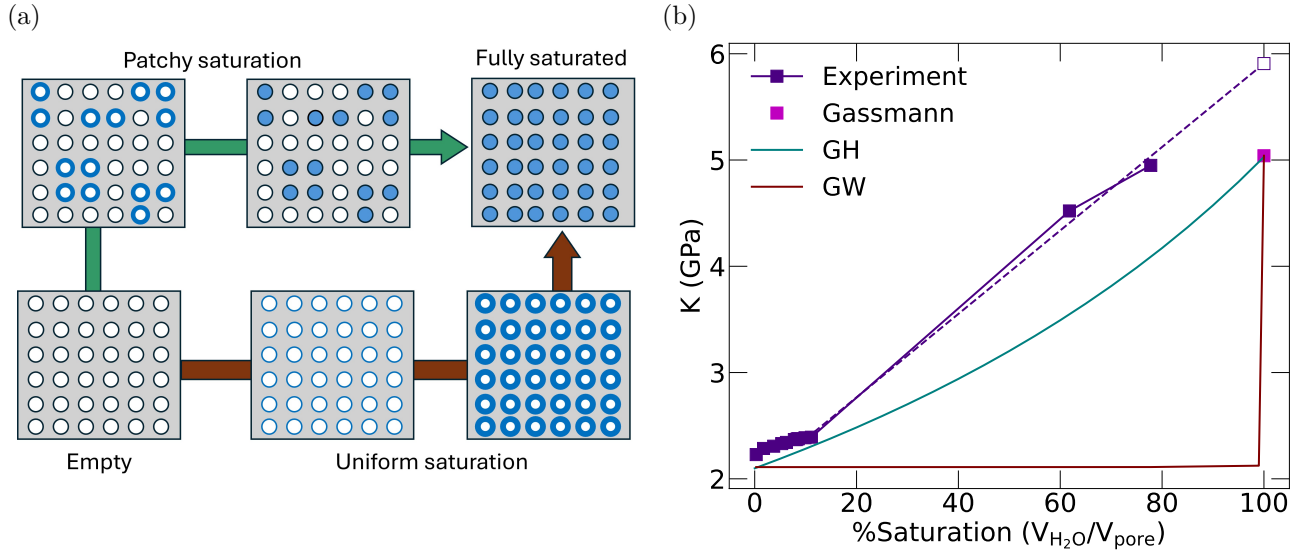 (a)
Patchy saturation
Fully saturated
Empty
Uniform saturation
(b)
6
5
4
3
2
K (GPa)
Experiment
Gassmann
GH
GW
0 20 40 60 80 100
%Saturation (V_H₂O/V_pore)